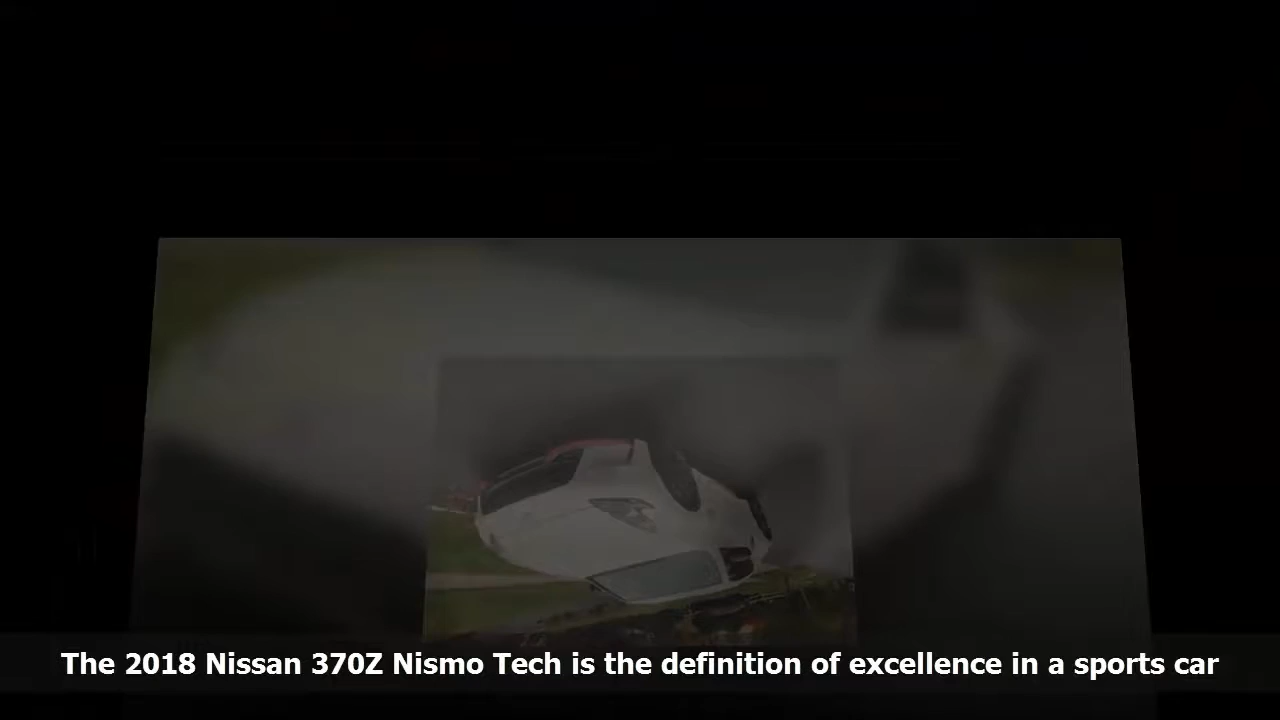 The 2018 Nissan 370Z Nismo Tech is the definition of excellence in a sports car